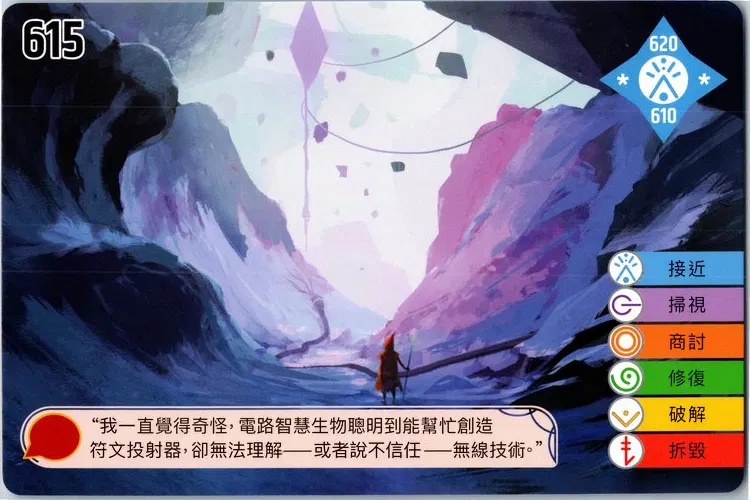 615
620
* *
610
接近
掃視
商討
修復
破解
拆毀
“我一直覺得奇怪，電路智慧生物聰明到能幫忙創造
符文投射器，卻無法理解——或者說不信任——無線技術。”